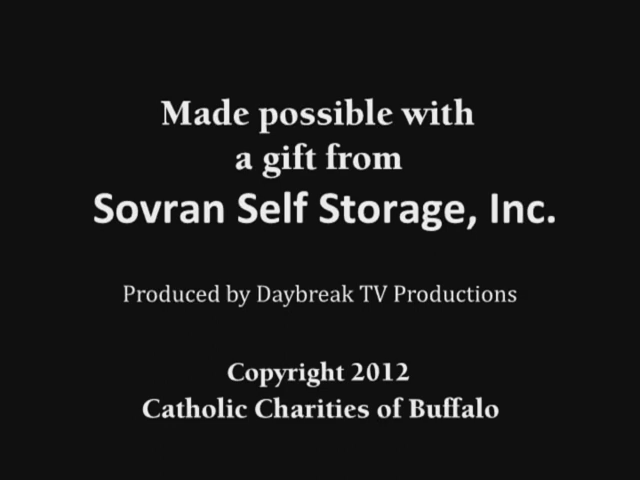 Made possible with
a gift from
Sovran Self Storage, Inc.
Produced by Daybreak TV Productions
Copyright 2012
Catholic Charities of Buffalo